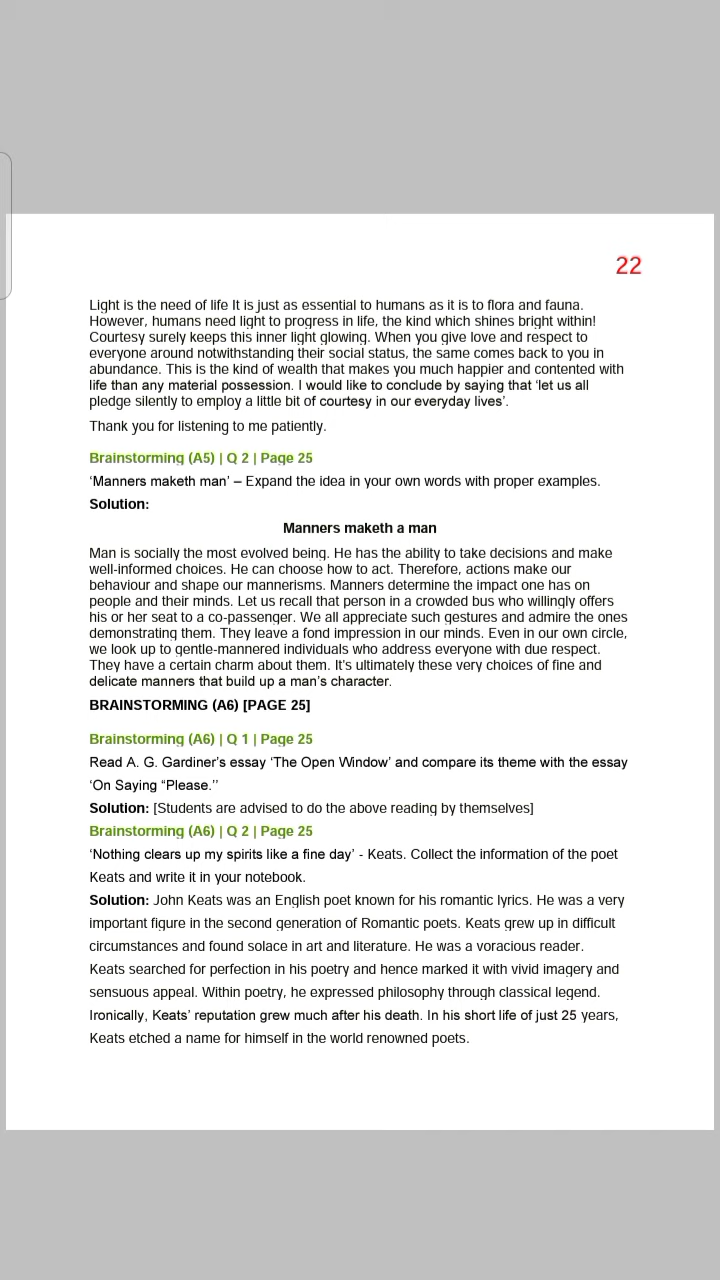 22
Light is the need of life It is just as essential to humans as it is to flora and fauna.
However, humans need light to progress in life, the kind which shines bright within!
Courtesy surely keeps this inner light glowing. When you give love and respect to
everyone around notwithstanding their social status, the same comes back to you in
abundance. This is the kind of wealth that makes you much happier and contented with
life than any material possession. I would like to conclude by saying that ‘let us all
pledge silently to employ a little bit of courtesy in our everyday lives’.
Thank you for listening to me patiently.
Brainstorming (A5) | Q 2 | Page 25
‘Manners maketh man’ – Expand the idea in your own words with proper examples.
Solution:
Manners maketh a man
Man is socially the most evolved being. He has the ability to take decisions and make
well-informed choices. He can choose how to act. Therefore, actions make our
behaviour and shape our mannerisms. Manners determine the impact one has on
people and their minds. Let us recall that person in a crowded bus who willingly offers
his or her seat to a co-passenger. We all appreciate such gestures and admire the ones
demonstrating them. They leave a fond impression in our minds. Even in our own circle,
we look up to gentle-mannered individuals who address everyone with due respect.
They have a certain charm about them. It’s ultimately these very choices of fine and
delicate manners that build up a man’s character.
BRAINSTORMING (A6) [PAGE 25]
Brainstorming (A6) | Q 1 | Page 25
Read A. G. Gardiner’s essay ‘The Open Window’ and compare its theme with the essay
‘On Saying “Please.’’
Solution: [Students are advised to do the above reading by themselves]
Brainstorming (A6) | Q 2 | Page 25
‘Nothing clears up my spirits like a fine day’ - Keats. Collect the information of the poet
Keats and write it in your notebook.
Solution: John Keats was an English poet known for his romantic lyrics. He was a very
important figure in the second generation of Romantic poets. Keats grew up in difficult
circumstances and found solace in art and literature. He was a voracious reader.
Keats searched for perfection in his poetry and hence marked it with vivid imagery and
sensuous appeal. Within poetry, he expressed philosophy through classical legend.
Ironically, Keats’ reputation grew much after his death. In his short life of just 25 years,
Keats etched a name for himself in the world renowned poets.